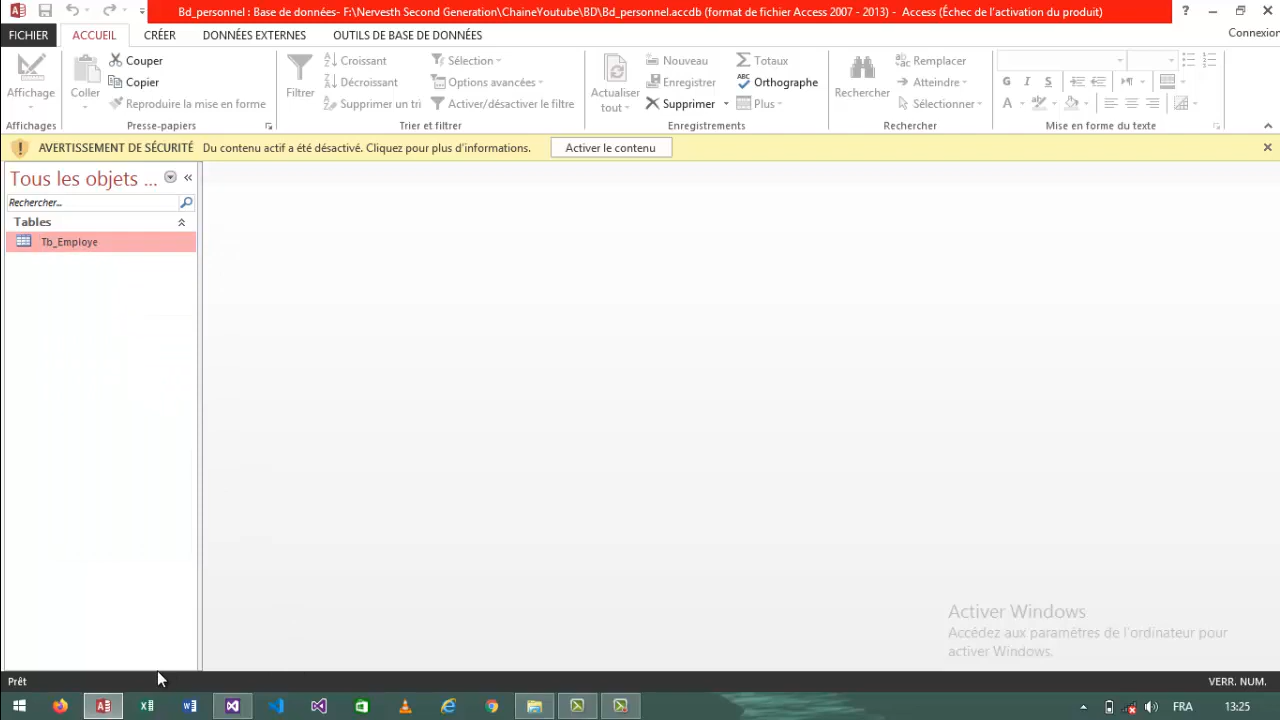 Bd_personnel : Base de données- F:\Nervesth Second Generation\ChaineYoutube\BD\Bd_personnel.accdb (format de fichier Access 2007 - 2013) - Access (Échec de l'activation du produit)
FICHIER ACCUEIL CRÉER DONNÉES EXTERNES OUTILS DE BASE DE DONNÉES Connexion
Affichage
Coller
Couper
Copier
Reproduire la mise en forme
Filtrer
Croissant
Décroissant
Supprimer un tri
Sélection
Options avancées
Activer/désactiver le filtre
Actualiser
tout
Nouveau
Enregistrer
Supprimer
Totaux
Orthographe
Plus
Rechercher
Remplacer
Atteindre
Sélectionner
G I S
A
Affichages Presse-papiers Trier et filtrer Enregistrements Rechercher Mise en forme du texte
AVERTISSEMENT DE SÉCURITÉ Du contenu actif a été désactivé. Cliquez pour plus d'informations. Activer le contenu
Tous les objets ...
Rechercher...
Tables
Tb_Employe
Activer Windows
Accédez aux paramètres de l'ordinateur pour
activer Windows.
Prêt VERR. NUM.
FRA 13:25